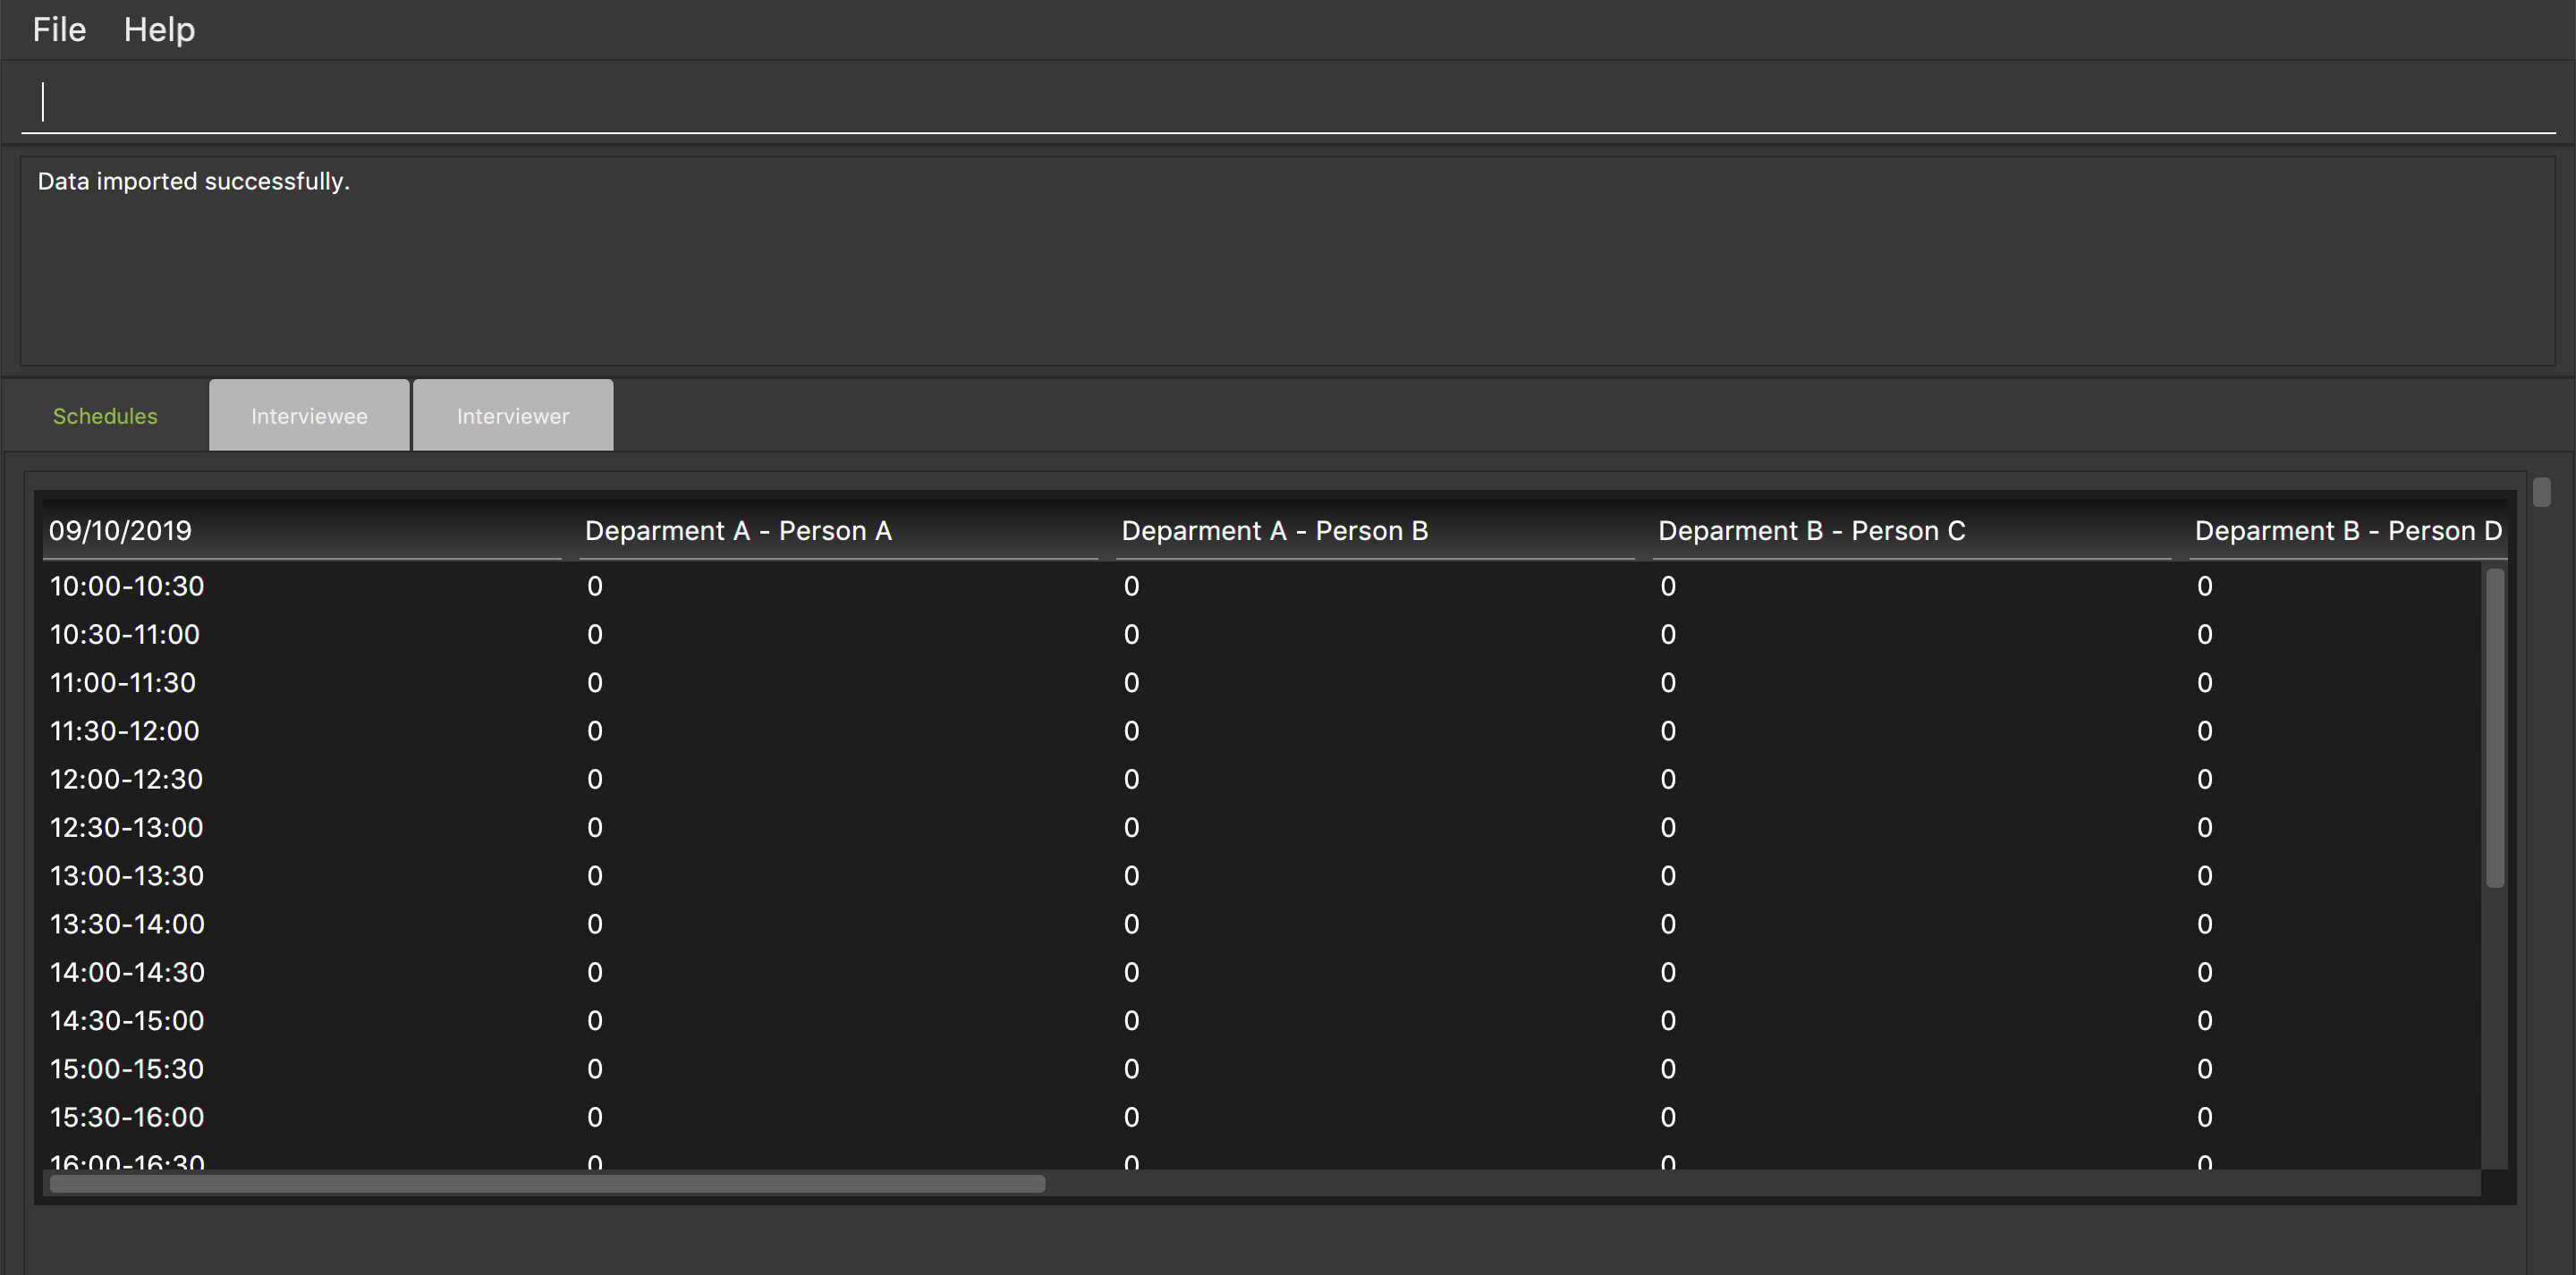 File Help
Data imported successfully.
Schedules Interviewee Interviewer
09/10/2019 Deparment A - Person A Deparment A - Person B Deparment B - Person C Deparment B - Person D
10:00-10:30 0 0 0 0
10:30-11:00 0 0 0 0
11:00-11:30 0 0 0 0
11:30-12:00 0 0 0 0
12:00-12:30 0 0 0 0
12:30-13:00 0 0 0 0
13:00-13:30 0 0 0 0
13:30-14:00 0 0 0 0
14:00-14:30 0 0 0 0
14:30-15:00 0 0 0 0
15:00-15:30 0 0 0 0
15:30-16:00 0 0 0 0
16:00-16:30 0 0 0 0